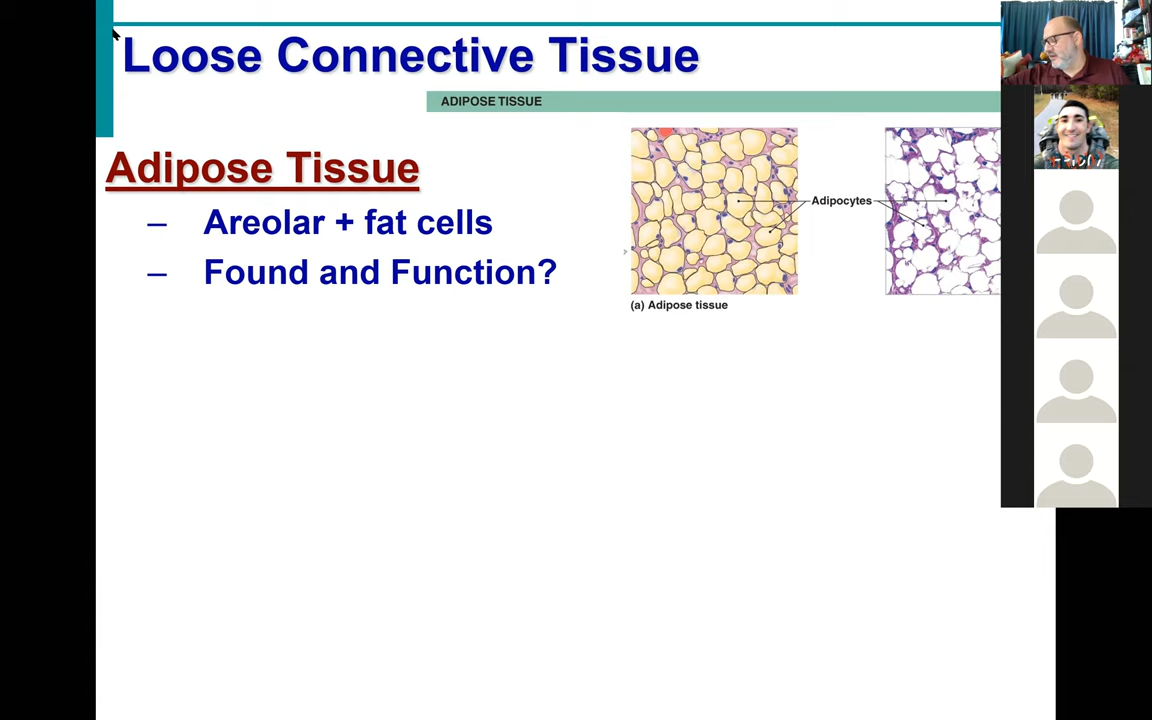 Loose Connective Tissue
ADIPOSE TISSUE
Adipose Tissue
– Areolar + fat cells
– Found and Function?
Adipocytes
(a) Adipose tissue